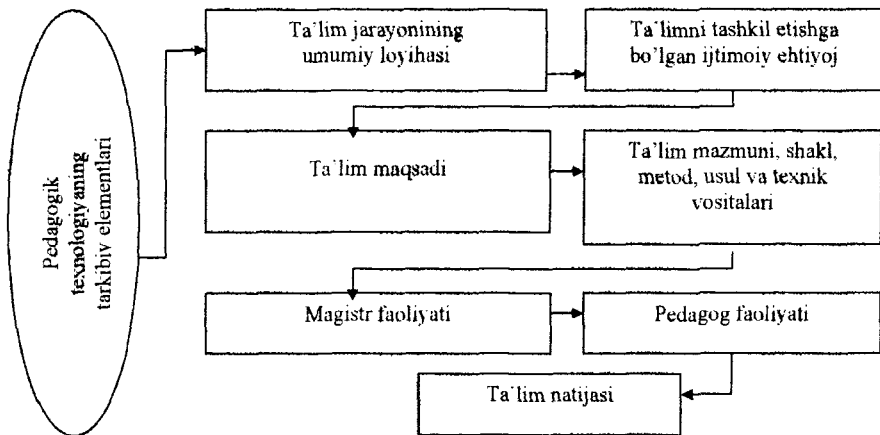 Pedagogik
texnologiyaning
tarkibiy elementlari
Ta`lim jarayonining
umumiy loyihasi
Ta`limni tashkil etishga
bo’lgan ijtimoiy ehtiyoj
Ta`lim maqsadi
Ta’lim mazmuni, shakl,
metod, usul va texnik
vositalari
Magistr faoliyati
Pedagog faoliyati
Ta`lim natijasi